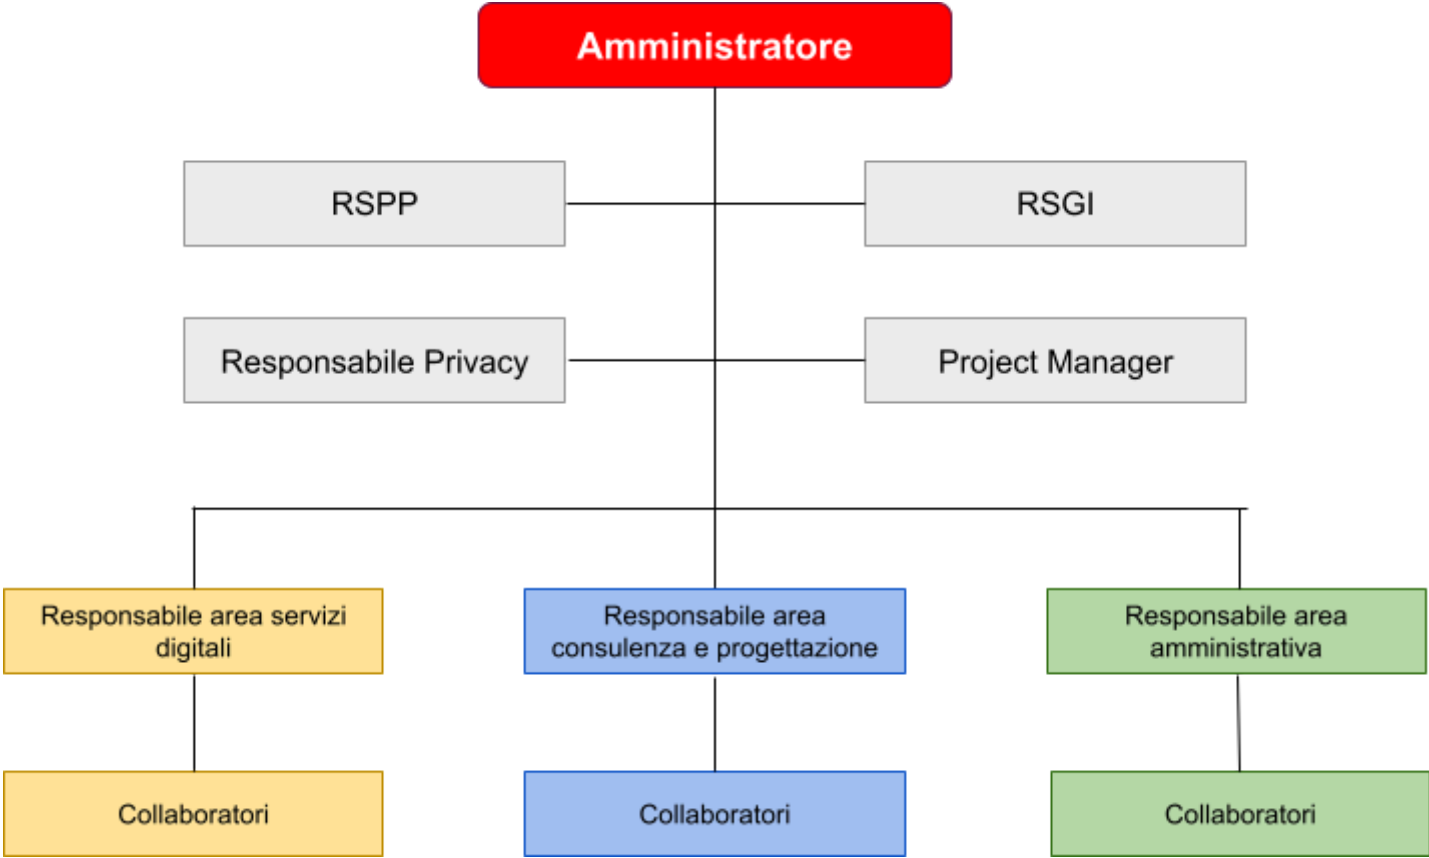 Amministratore
RSPP
RSGI
Responsabile Privacy
Project Manager
Responsabile area servizi
digitali
Responsabile area
consulenza e progettazione
Responsabile area
amministrativa
Collaboratori
Collaboratori
Collaboratori